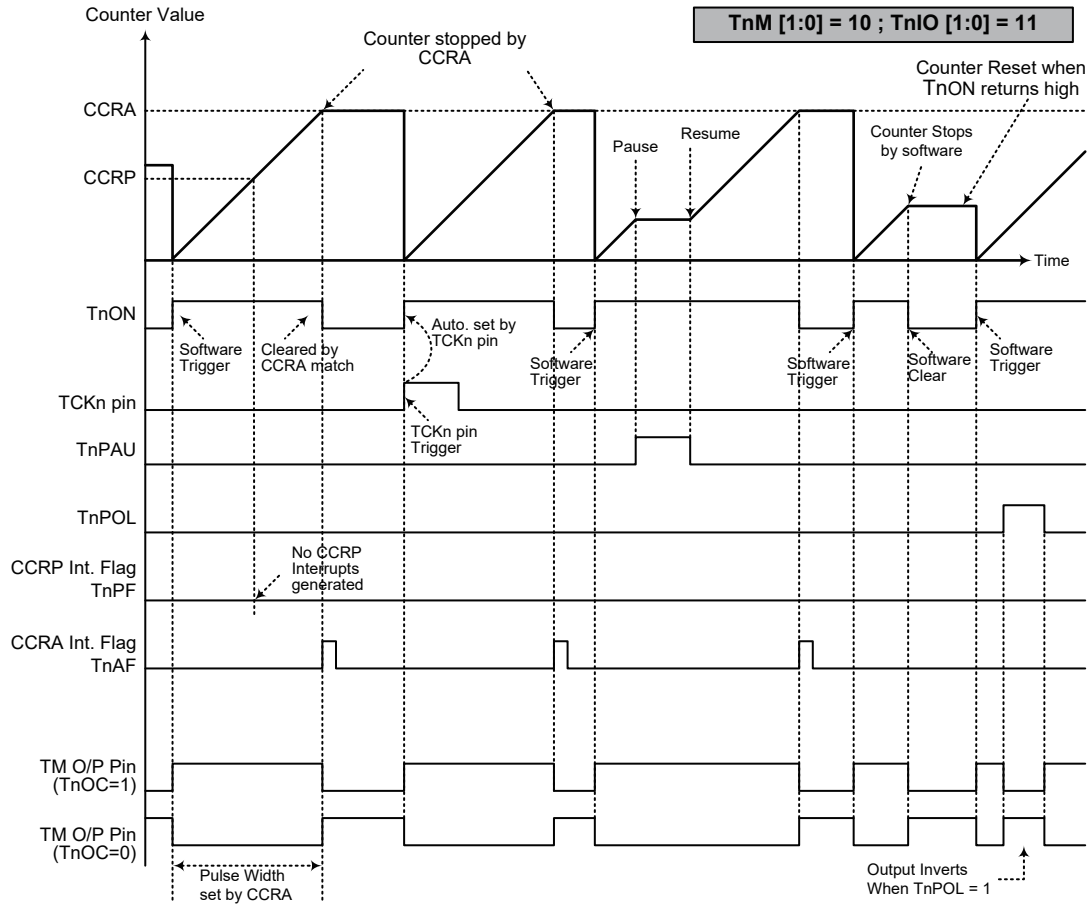 Counter Value
TnM [1:0] = 10 ; TnIO [1:0] = 11
Counter stopped by
CCRA
Counter Reset when
TnON returns high
CCRA
Pause
Resume
Counter Stops
by software
CCRP
Time
TnON
Software
Trigger
Cleared by
CCRA match
Auto. set by
TCKn pin
Software
Trigger
Software
Trigger
Software
Clear
Software
Trigger
TCKn pin
TCKn pin
Trigger
TnPAU
TnPOL
No CCRP
Interrupts
generated
CCRP Int. Flag
TnPF
CCRA Int. Flag
TnAF
TM O/P Pin
(TnOC=1)
TM O/P Pin
(TnOC=0)
Pulse Width
set by CCRA
Output Inverts
When TnPOL = 1